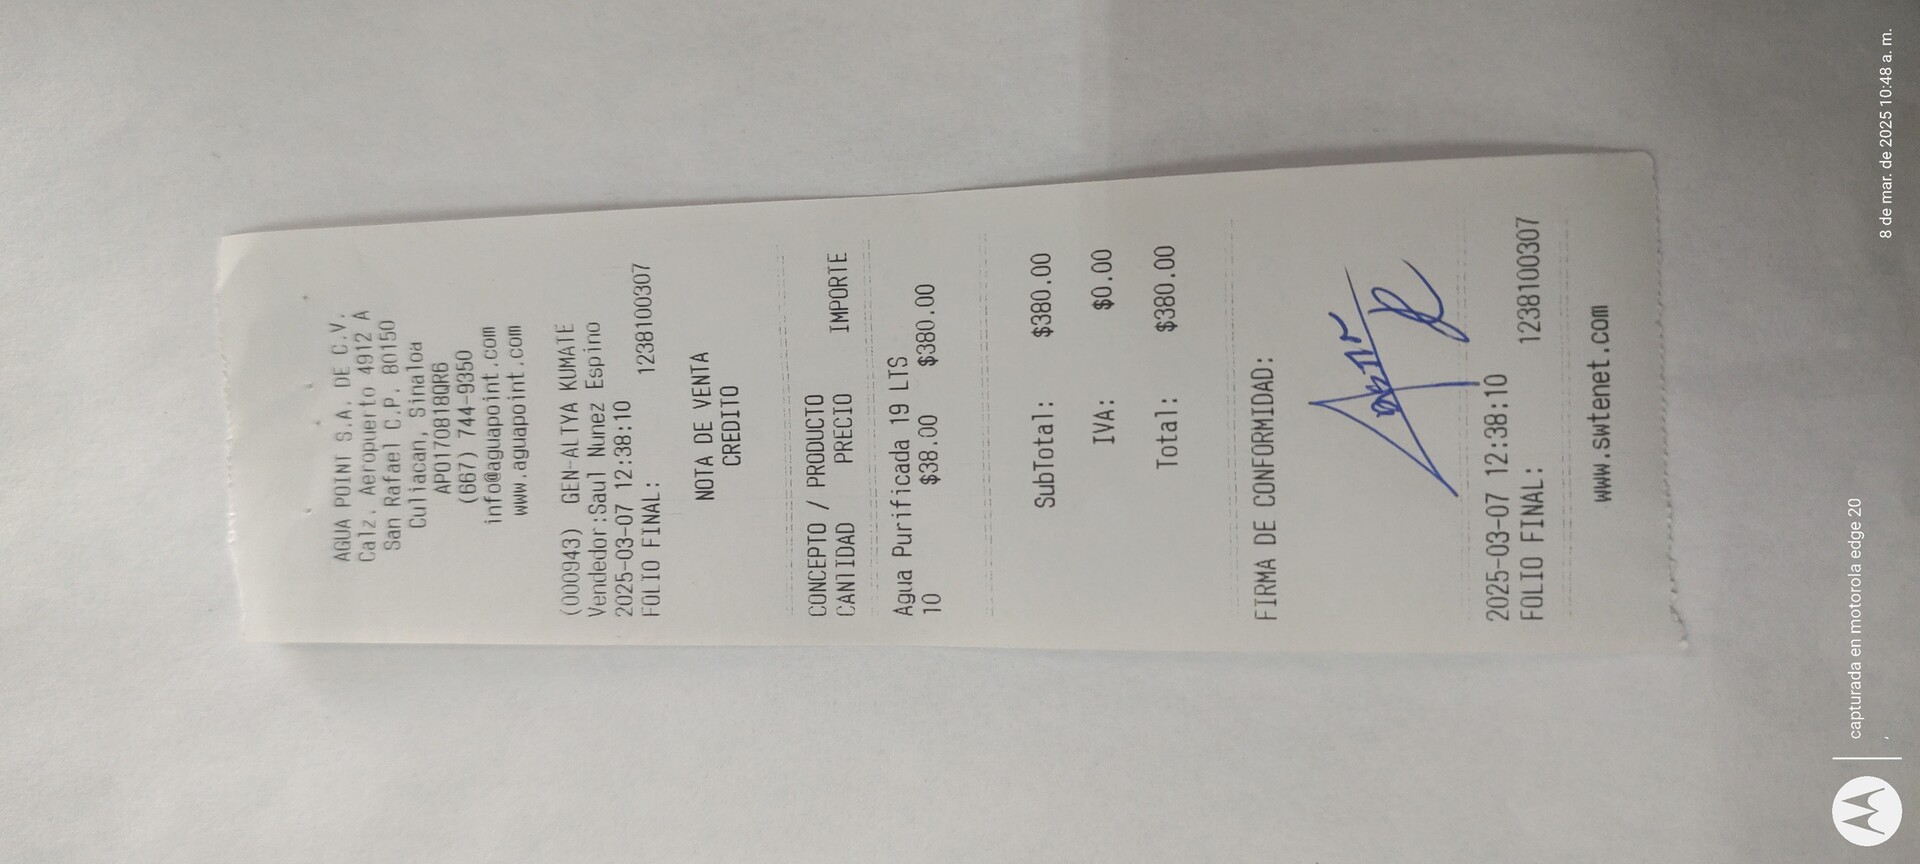 AGUA POINT S.A. DE C.V.
Calz. Aeropuerto 4912 A
San Rafael C.P. 80150
Culiacan, Sinaloa
APO170818QR6
(667) 744-9350
info@aguapoint.com
www.aguapoint.com
(000943) GEN-ALTYA KUMATE
Vendedor:Saul Nunez Espino
2025-03-07 12:38:10
FOLIO FINAL: 1238100307
NOTA DE VENTA
CREDITO
CONCEPTO / PRODUCTO
CANTIDAD PRECIO IMPORTE
Agua Purificada 19 LTS
10 $38.00 $380.00
SubTotal: $380.00
IVA: $0.00
Total: $380.00
FIRMA DE CONFORMIDAD:
2025-03-07 12:38:10
FOLIO FINAL: 1238100307
www.swtenet.com
capturada en motorola edge 20
8 de mar. de 2025 10:48 a. m.